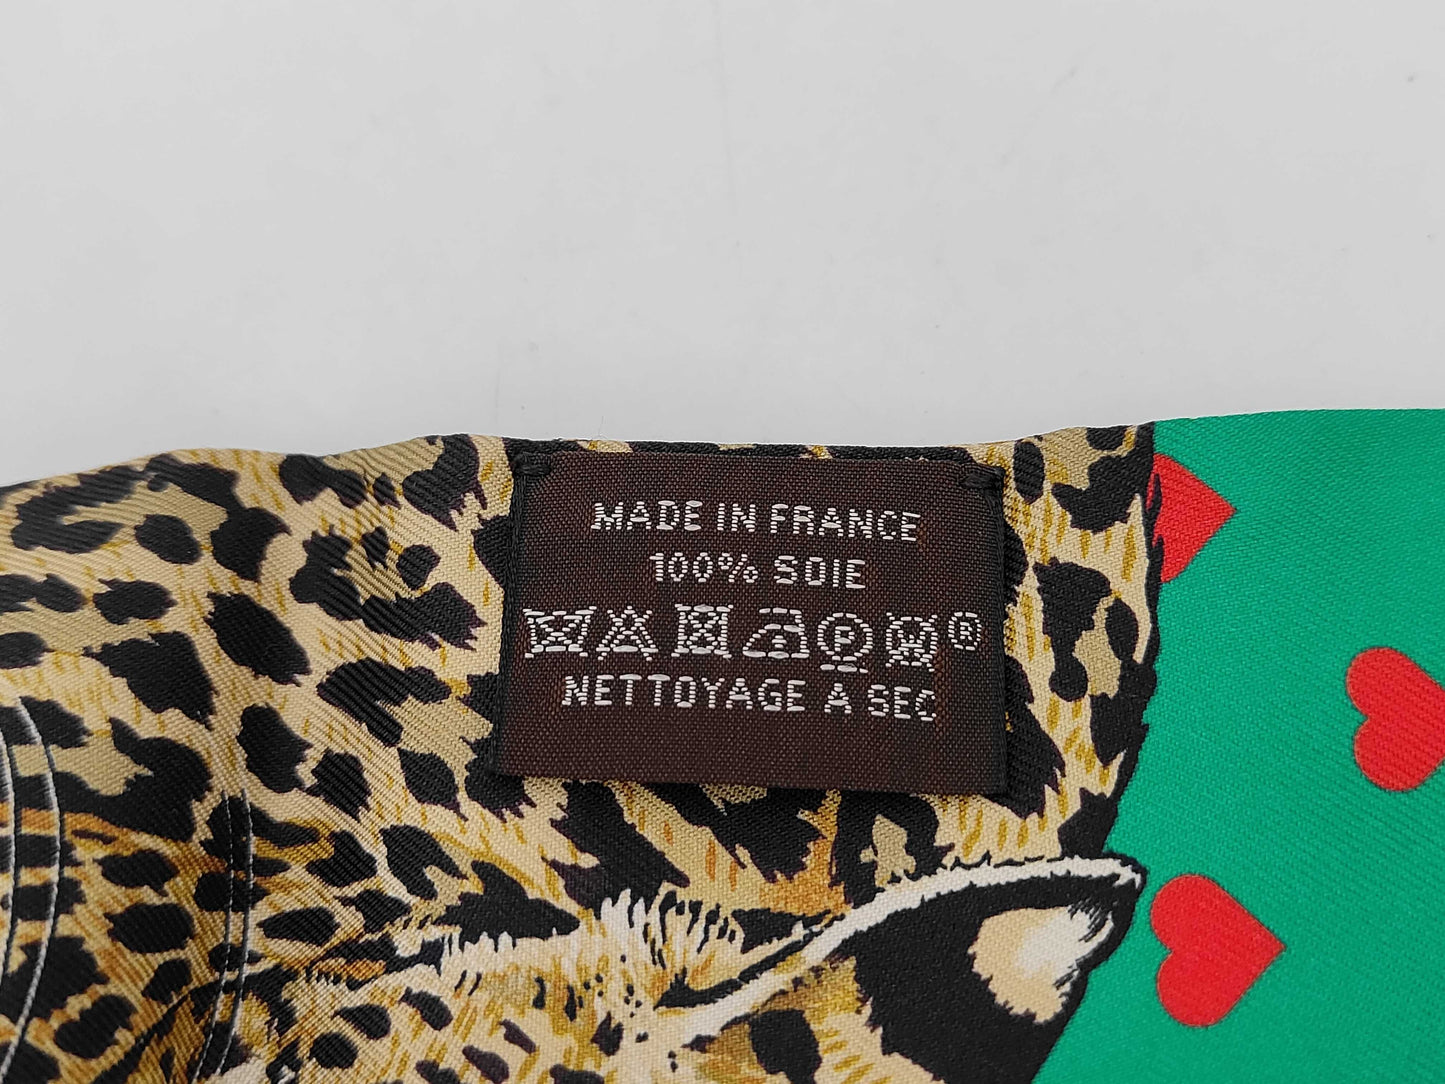 MADE IN FRANCE
100% SOIE
P W ®
NETTOYAGE A SEC